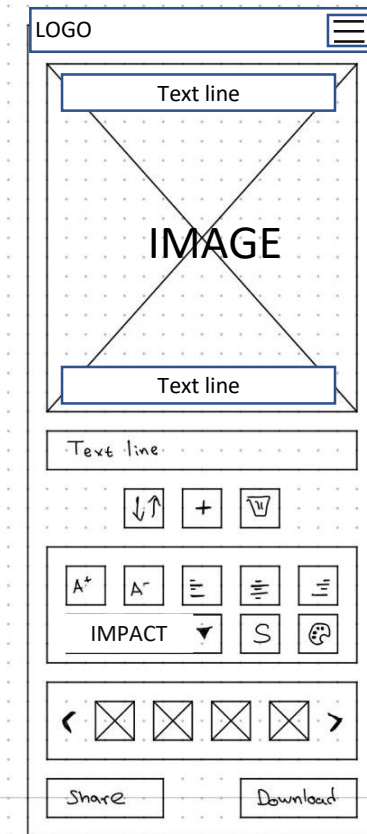 LOGO
Text line
IMAGE
Text line
Text line
A+ A-
IMPACT S
Share Download